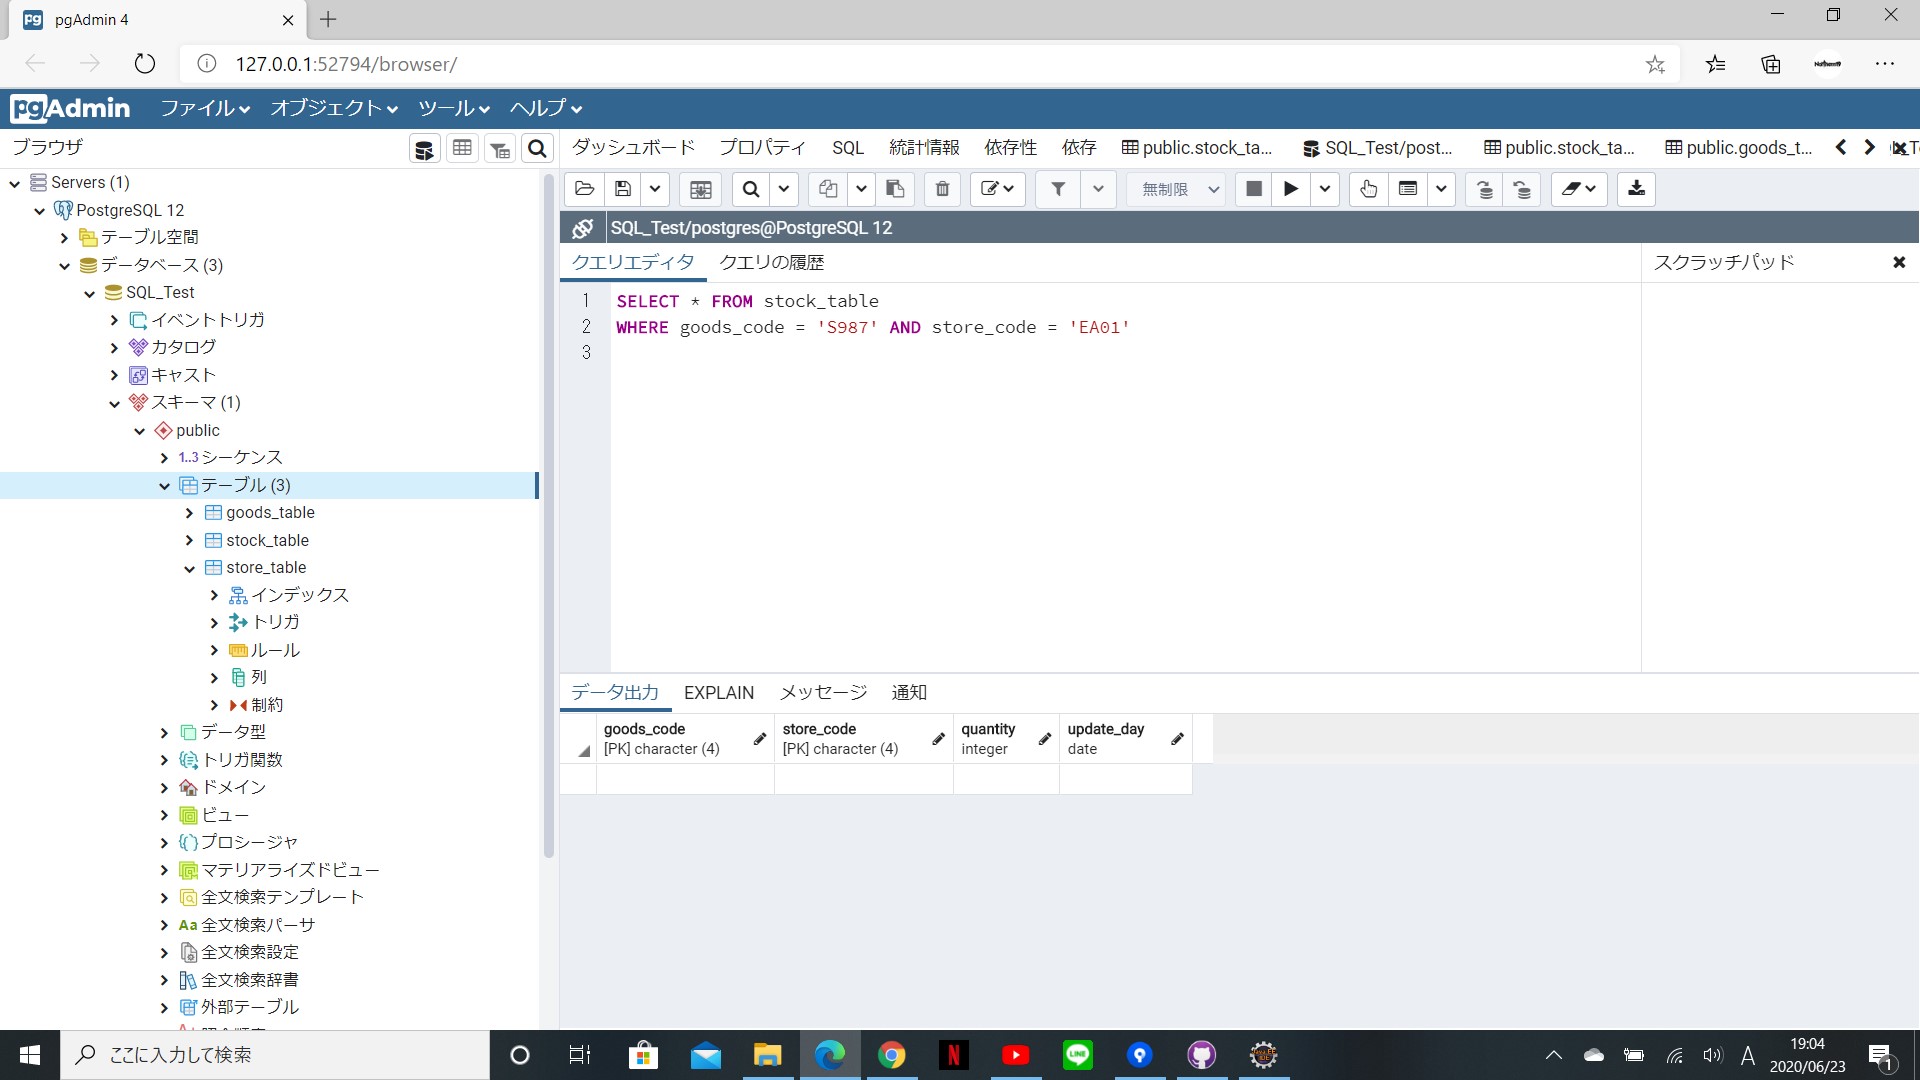 pgAdmin 4
127.0.0.1:52794/browser/
pgAdmin ファイル オブジェクト ツール ヘルプ
ブラウザ
ダッシュボード プロパティ SQL 統計情報 依存性 依存 public.stock_ta... SQL_Test/post... public.stock_ta... public.goods_t...
無制限
SQL_Test/postgres@PostgreSQL 12
クエリエディタ クエリの履歴
スクラッチパッド
1 SELECT * FROM stock_table
2 WHERE goods_code = 'S987' AND store_code = 'EA01'
3
Servers (1)
PostgreSQL 12
テーブル空間
データベース (3)
SQL_Test
イベントトリガ
カタログ
キャスト
スキーマ (1)
public
1..3 シーケンス
テーブル (3)
goods_table
stock_table
store_table
インデックス
トリガ
ルール
列
制約
データ型
トリガ関数
ドメイン
ビュー
プロシージャ
マテリアライズドビュー
全文検索テンプレート
Aa 全文検索パーサ
全文検索設定
全文検索辞書
外部テーブル
データ出力 EXPLAIN メッセージ 通知
goods_code
[PK] character (4)
store_code
[PK] character (4)
quantity
integer
update_day
date
ここに入力して検索
N
LINE
A
19:04
2020/06/23
1